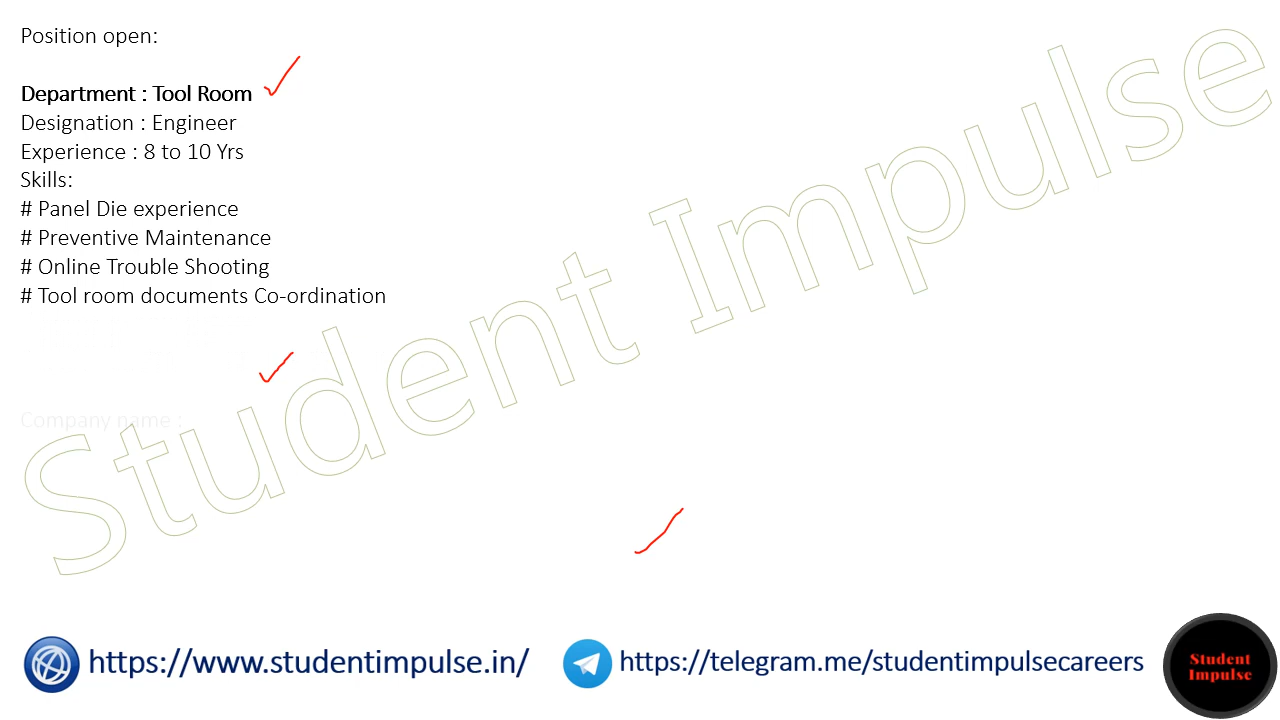 Position open:
Department : Tool Room
Designation : Engineer
Experience : 8 to 10 Yrs
Skills:
# Panel Die experience
# Preventive Maintenance
# Online Trouble Shooting
# Tool room documents Co-ordination
Company name :
Student Impulse
https://www.studentimpulse.in/
https://telegram.me/studentimpulsecareers
Student
Impulse